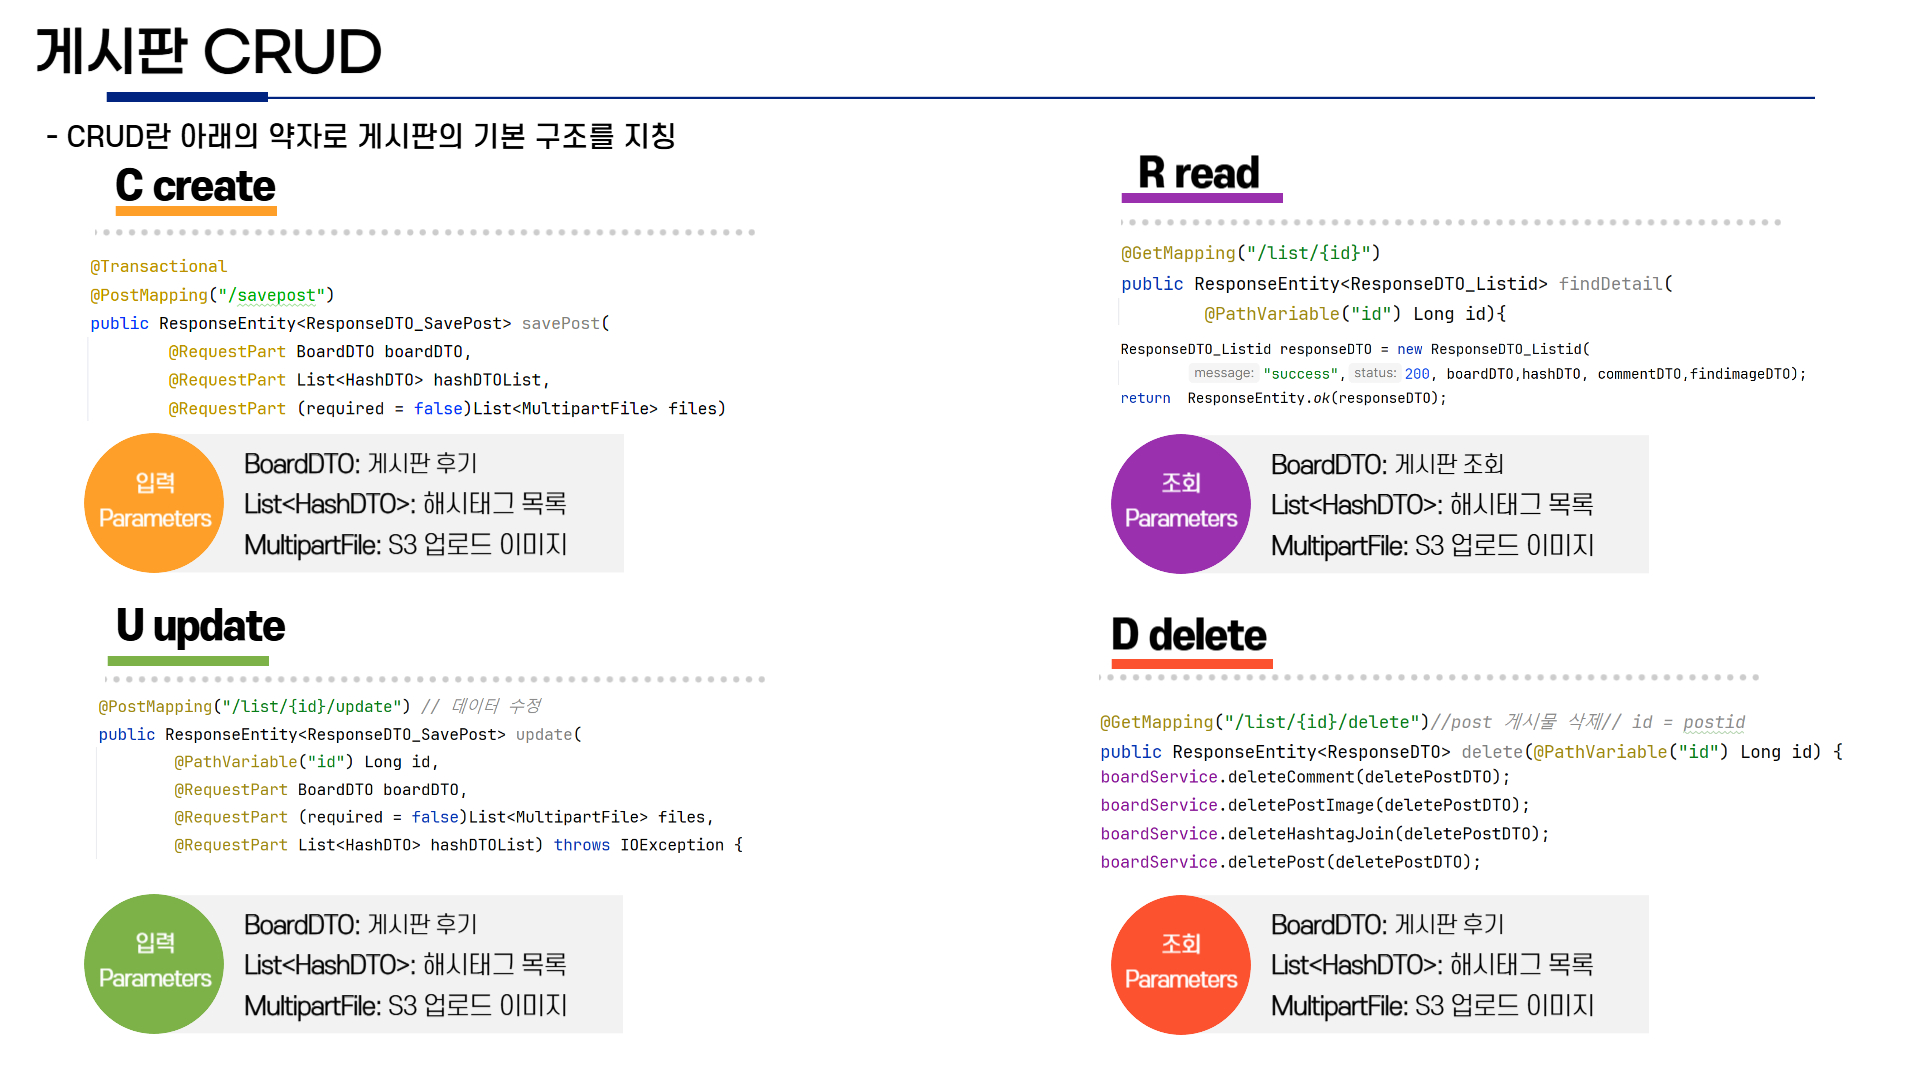 게시판 CRUD
- CRUD란 아래의 약자로 게시판의 기본 구조를 지칭
C create
@Transactional
@PostMapping("/savepost")
public ResponseEntity<ResponseDTO_SavePost> savePost(
@RequestPart BoardDTO boardDTO,
@RequestPart List<HashDTO> hashDTOList,
@RequestPart (required = false)List<MultipartFile> files)
입력
Parameters
BoardDTO: 게시판 후기
List<HashDTO>: 해시태그 목록
MultipartFile: S3 업로드 이미지
R read
@GetMapping("/list/{id}")
public ResponseEntity<ResponseDTO_Listid> findDetail(
@PathVariable("id") Long id){
ResponseDTO_Listid responseDTO = new ResponseDTO_Listid(
message: "success", status: 200, boardDTO,hashDTO, commentDTO,findimageDTO);
return ResponseEntity.ok(responseDTO);
조회
Parameters
BoardDTO: 게시판 조회
List<HashDTO>: 해시태그 목록
MultipartFile: S3 업로드 이미지
U update
@PostMapping("/list/{id}/update") // 데이터 수정
public ResponseEntity<ResponseDTO_SavePost> update(
@PathVariable("id") Long id,
@RequestPart BoardDTO boardDTO,
@RequestPart (required = false)List<MultipartFile> files,
@RequestPart List<HashDTO> hashDTOList) throws IOException {
입력
Parameters
BoardDTO: 게시판 후기
List<HashDTO>: 해시태그 목록
MultipartFile: S3 업로드 이미지
D delete
@GetMapping("/list/{id}/delete")//post 게시물 삭제// id = postid
public ResponseEntity<ResponseDTO> delete(@PathVariable("id") Long id) {
boardService.deleteComment(deletePostDTO);
boardService.deletePostImage(deletePostDTO);
boardService.deleteHashtagJoin(deletePostDTO);
boardService.deletePost(deletePostDTO);
조회
Parameters
BoardDTO: 게시판 후기
List<HashDTO>: 해시태그 목록
MultipartFile: S3 업로드 이미지